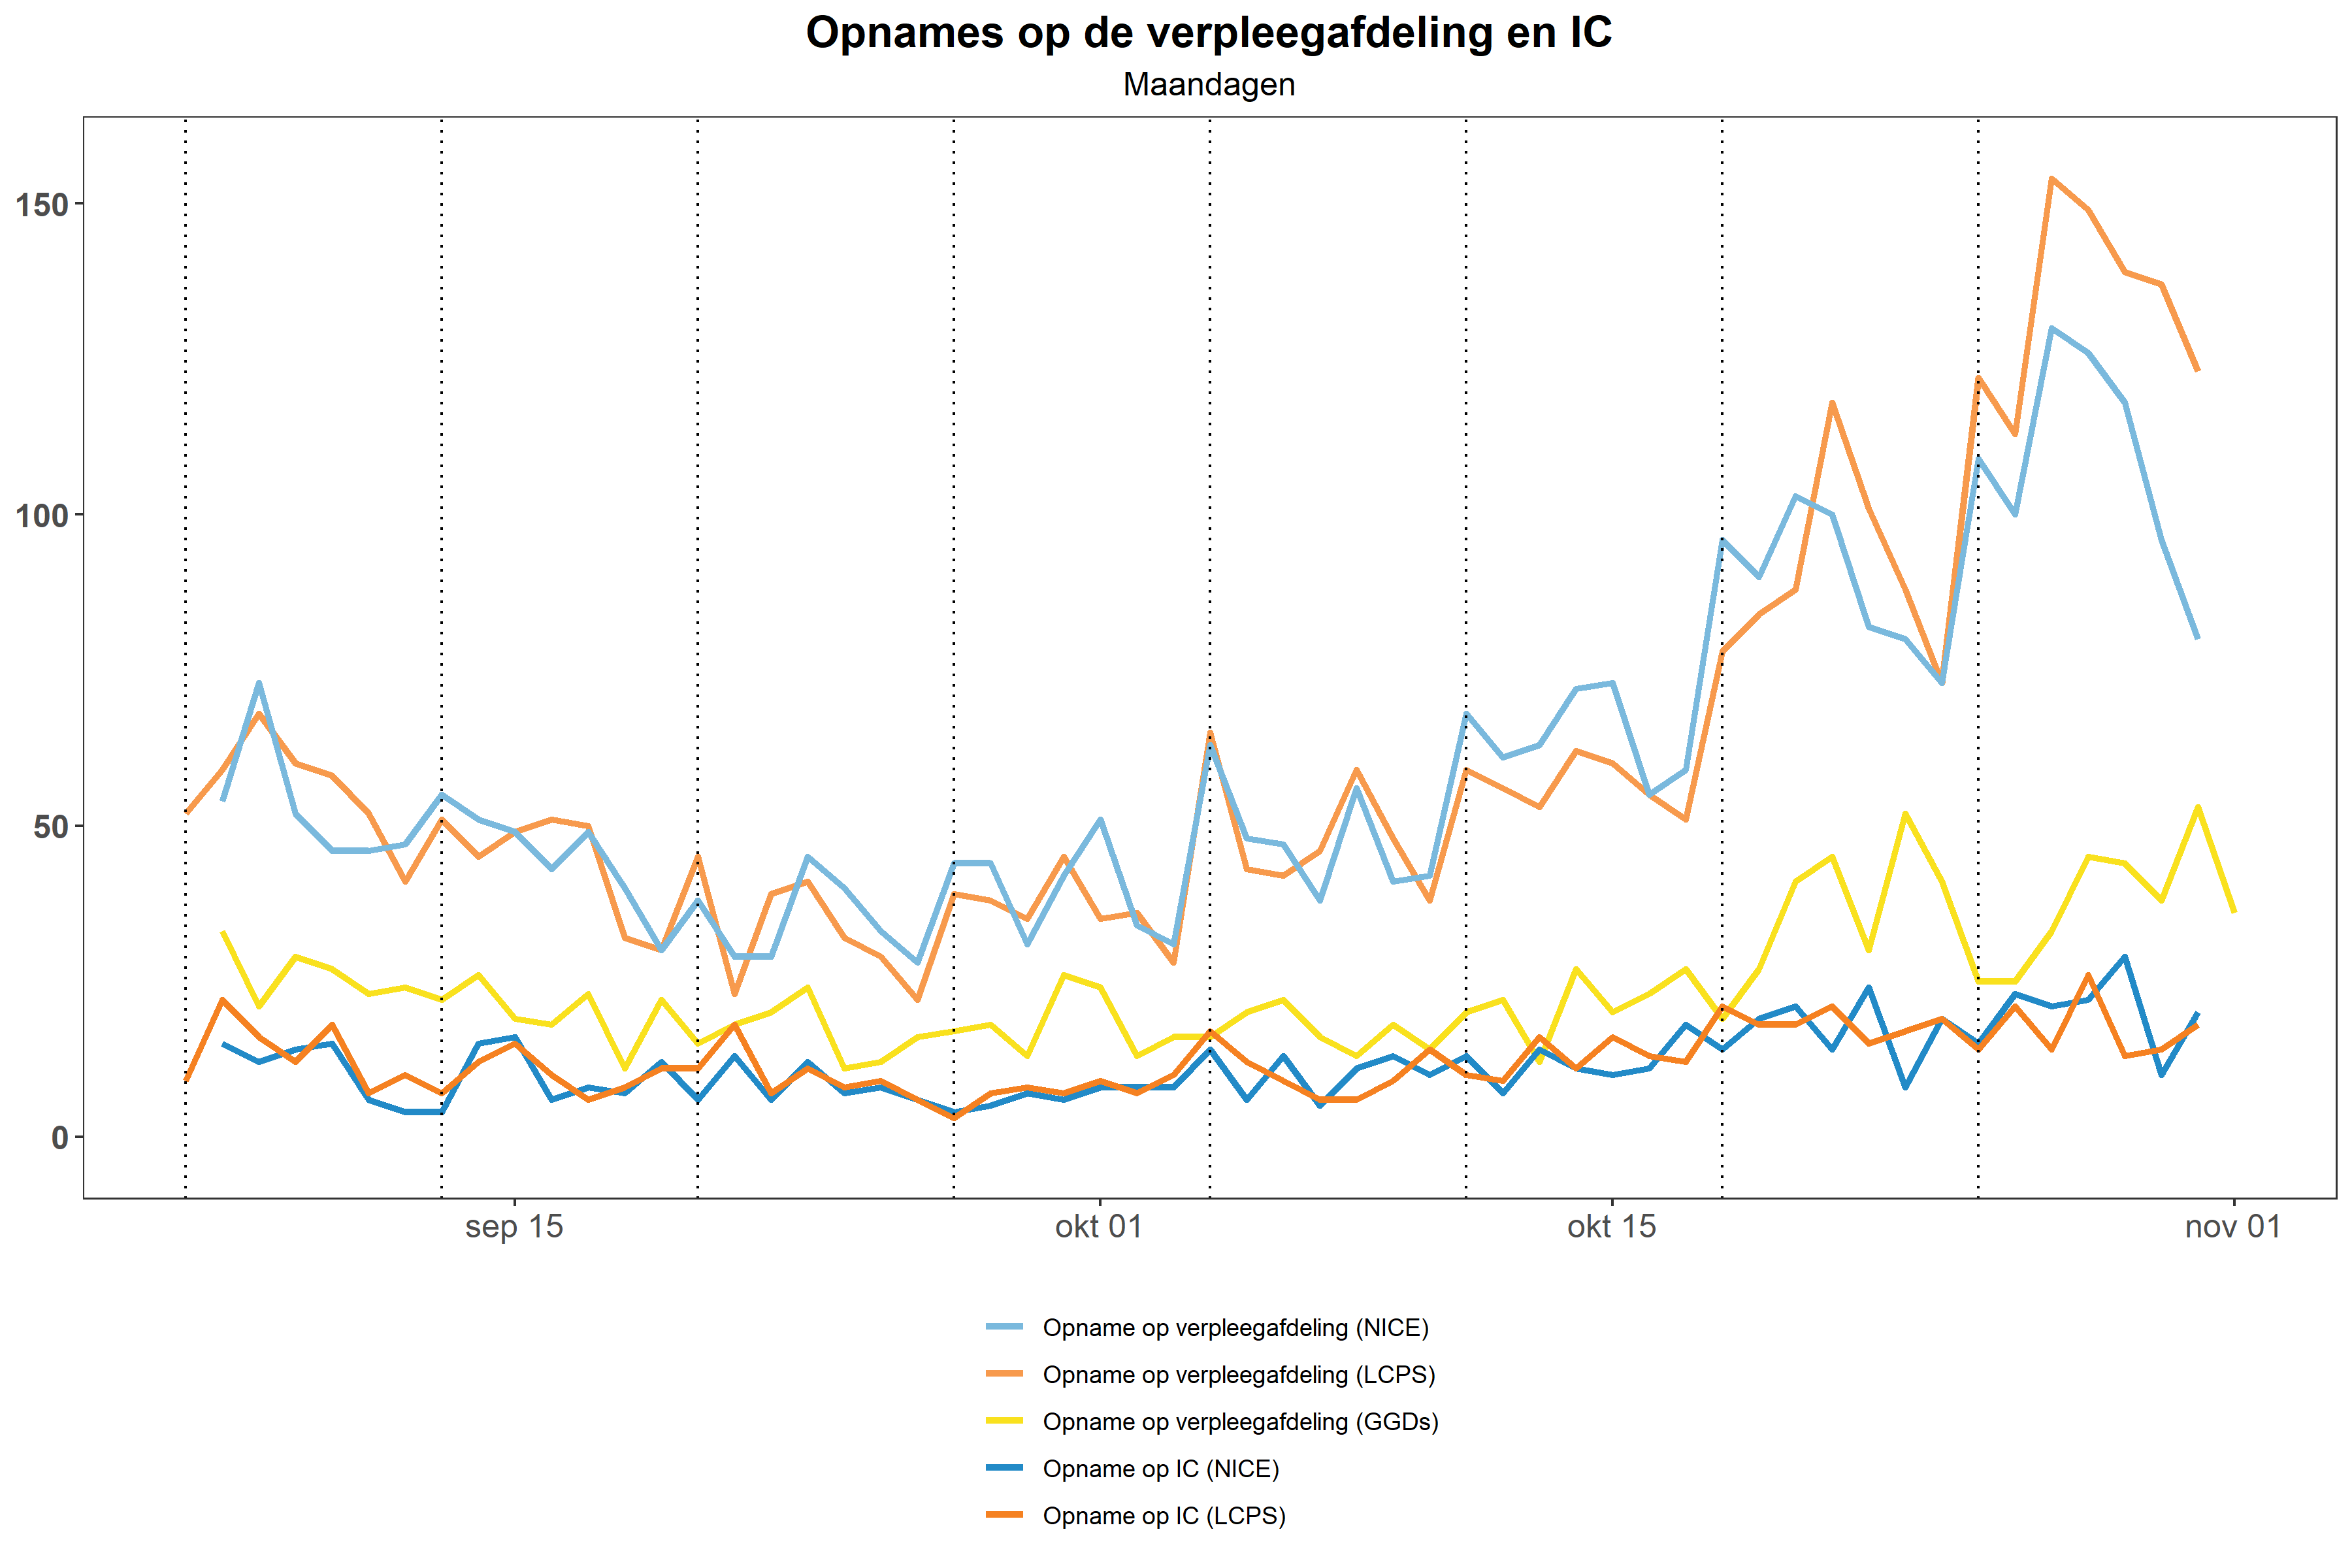 Opnames op de verpleegafdeling en IC
Maandagen
150
100
50
0
sep 15
okt 01
okt 15
nov 01
Opname op verpleegafdeling (NICE)
Opname op verpleegafdeling (LCPS)
Opname op verpleegafdeling (GGDs)
Opname op IC (NICE)
Opname op IC (LCPS)